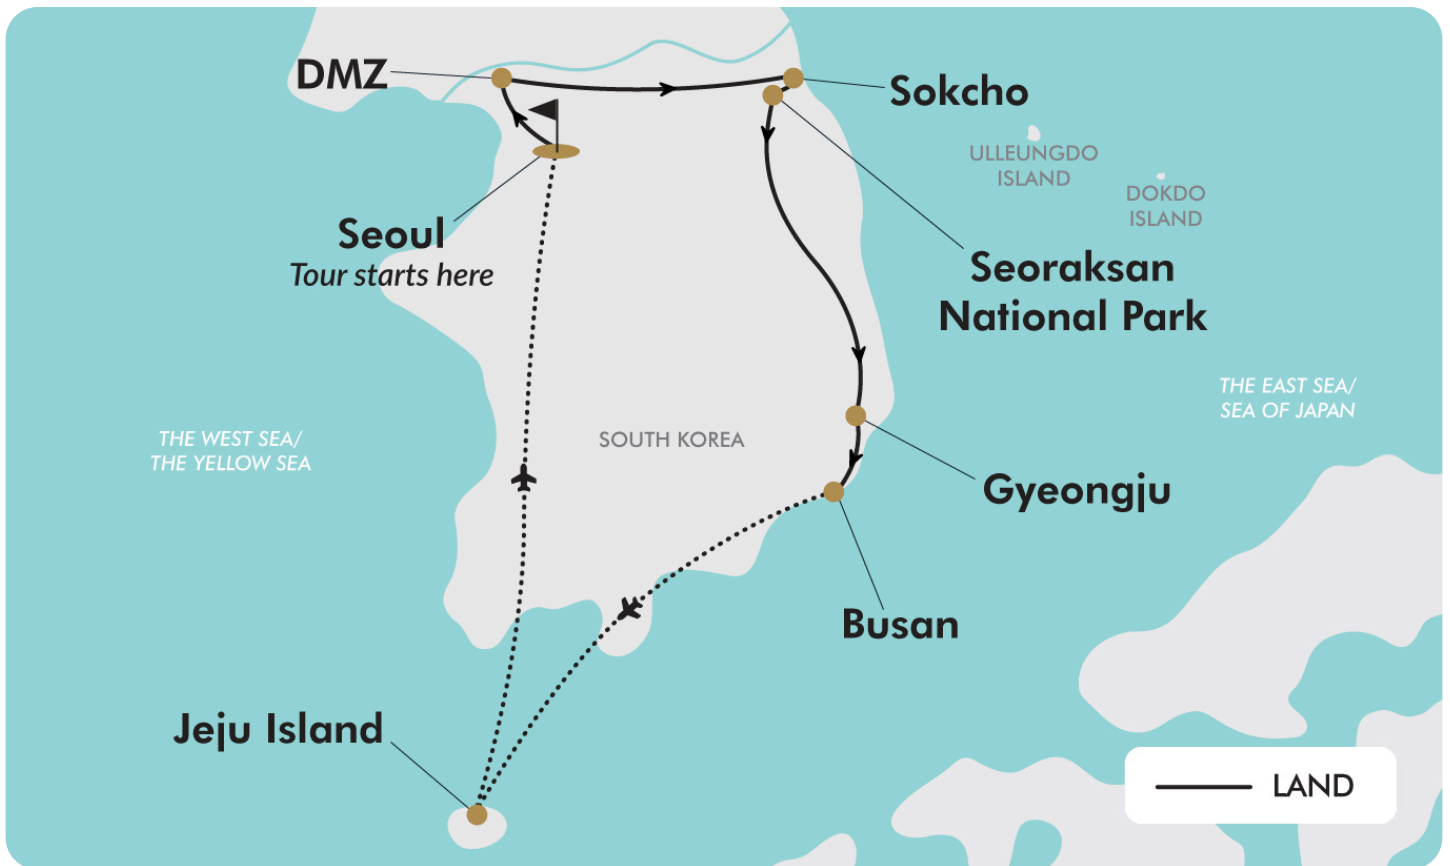 DMZ
Sokcho
ULLEUNGDO
ISLAND
DOKDO
ISLAND
Seoul
Tour starts here
Seoraksan
National Park
THE EAST SEA/
SEA OF JAPAN
THE WEST SEA/
THE YELLOW SEA
SOUTH KOREA
Gyeongju
Busan
Jeju Island
LAND